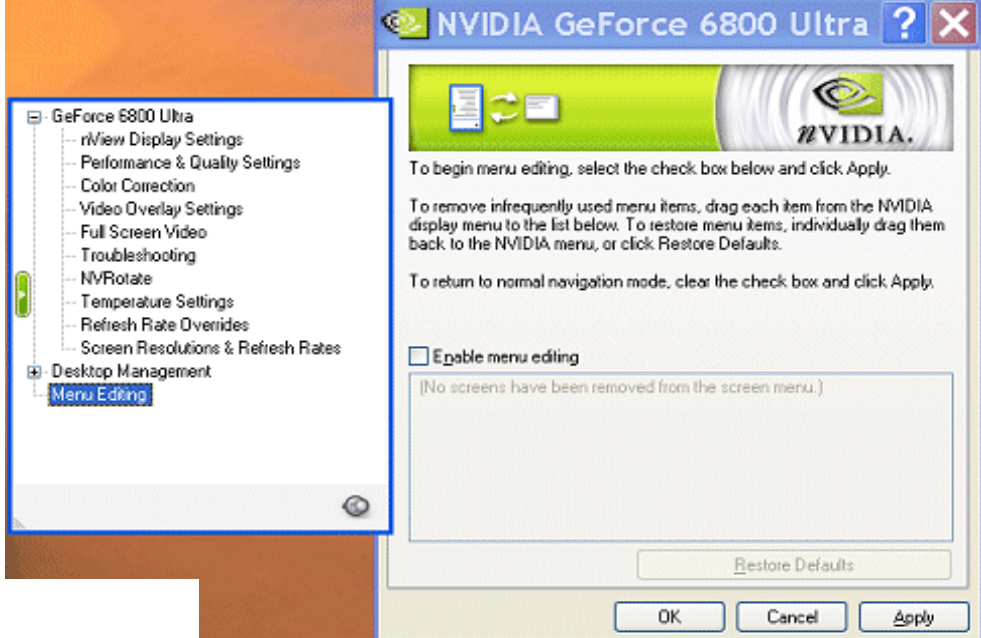 NVIDIA GeForce 6800 Ultra
GeForce 6800 Ultra
nView Display Settings
Performance & Quality Settings
Color Correction
Video Overlay Settings
Full Screen Video
Troubleshooting
NVRotate
Temperature Settings
Refresh Rate Overrides
Screen Resolutions & Refresh Rates
Desktop Management
Menu Editing
NVIDIA.
To begin menu editing, select the check box below and click Apply.
To remove infrequently used menu items, drag each item from the NVIDIA
display menu to the list below. To restore menu items, individually drag them
back to the NVIDIA menu, or click Restore Defaults.
To return to normal navigation mode, clear the check box and click Apply.
Enable menu editing
(No screens have been removed from the screen menu.)
Restore Defaults
OK
Cancel
Apply